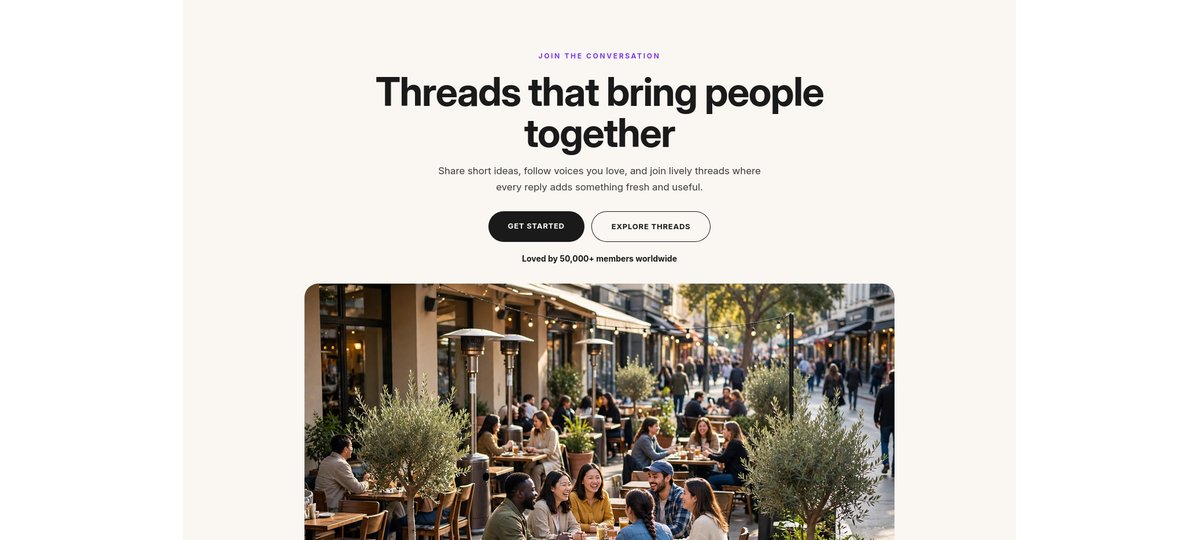 JOIN THE CONVERSATION
Threads that bring people
together
Share short ideas, follow voices you love, and join lively threads where
every reply adds something fresh and useful.
GET STARTED
EXPLORE THREADS
Loved by 50,000+ members worldwide